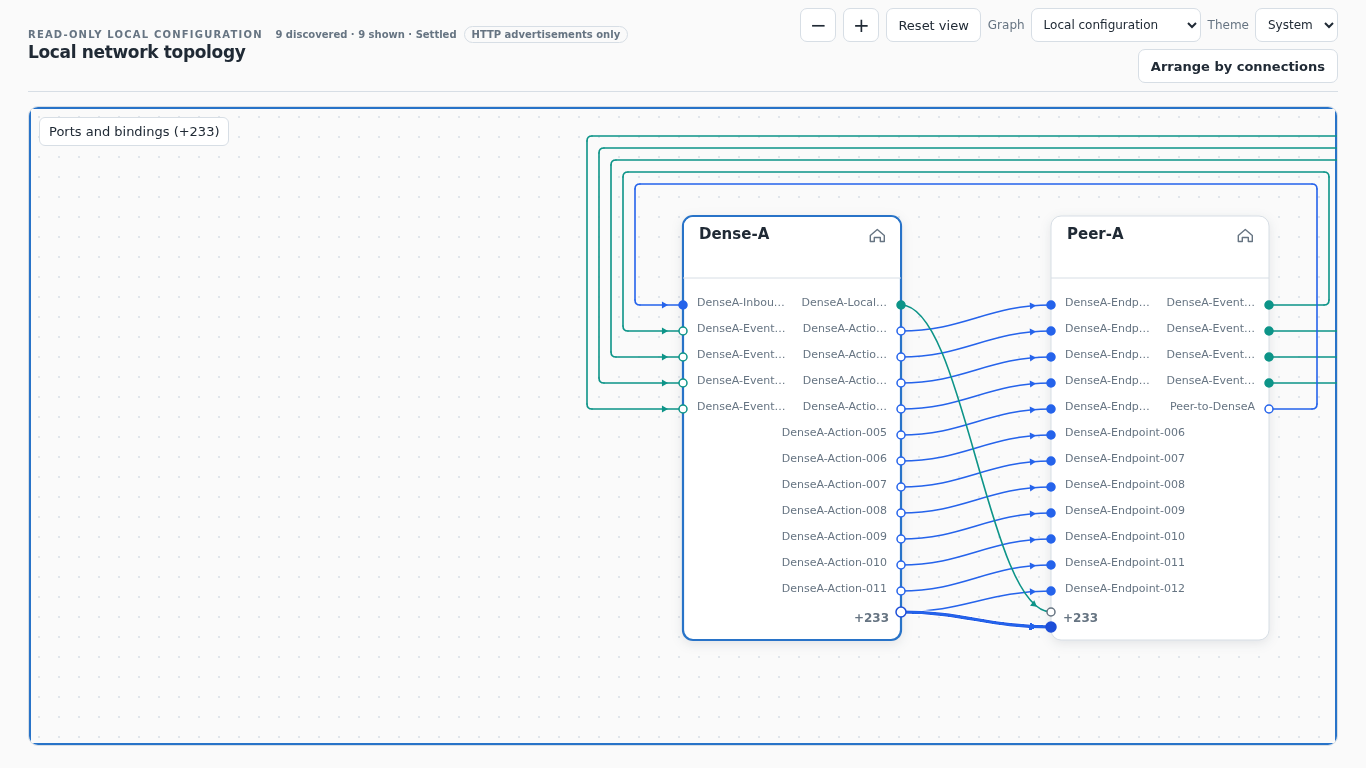 READ-ONLY LOCAL CONFIGURATION 9 discovered · 9 shown · Settled HTTP advertisements only
Local network topology
− + Reset view Graph Local configuration Theme System
Arrange by connections
Ports and bindings (+233)
Dense-A
DenseA-Inbou… DenseA-Local…
DenseA-Event… DenseA-Actio…
DenseA-Event… DenseA-Actio…
DenseA-Event… DenseA-Actio…
DenseA-Event… DenseA-Actio…
DenseA-Action-005
DenseA-Action-006
DenseA-Action-007
DenseA-Action-008
DenseA-Action-009
DenseA-Action-010
DenseA-Action-011
+233
Peer-A
DenseA-Endp… DenseA-Event…
DenseA-Endp… DenseA-Event…
DenseA-Endp… DenseA-Event…
DenseA-Endp… DenseA-Event…
DenseA-Endp… Peer-to-DenseA
DenseA-Endpoint-006
DenseA-Endpoint-007
DenseA-Endpoint-008
DenseA-Endpoint-009
DenseA-Endpoint-010
DenseA-Endpoint-011
DenseA-Endpoint-012
+233